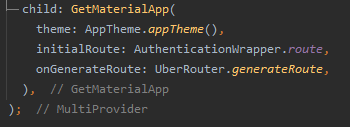 child: GetMaterialApp(
theme: AppTheme.appTheme(),
initialRoute: AuthenticationWrapper.route,
onGenerateRoute: UberRouter.generateRoute,
), // GetMaterialApp
); // MultiProvider